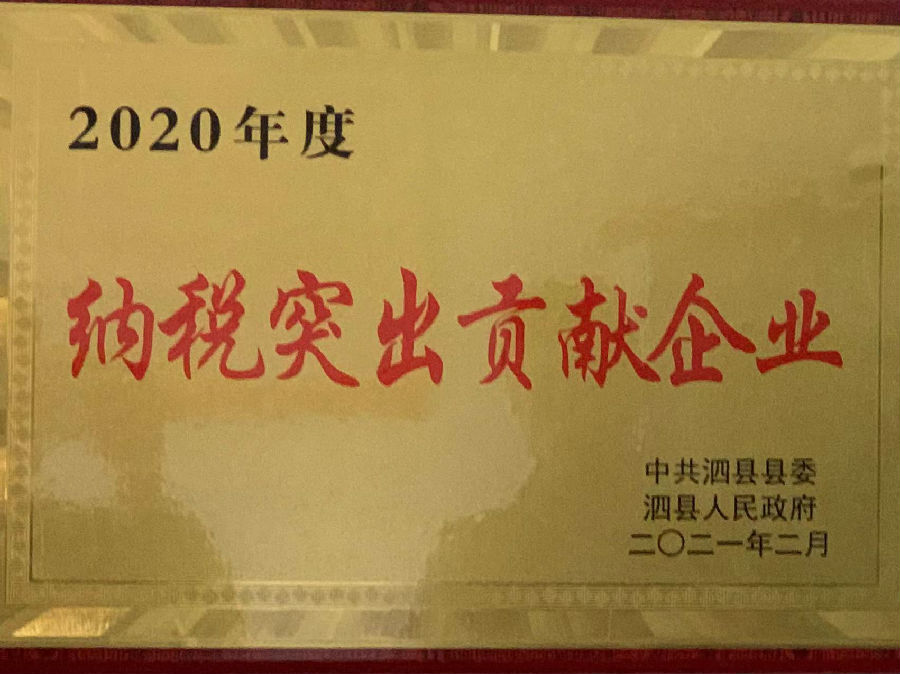 2020年度
纳税突出贡献企业
中共泗县县委
泗县人民政府
二〇二一年二月